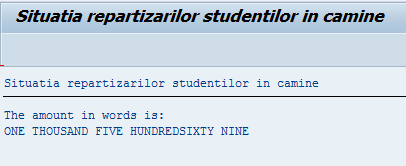 Situatia repartizarilor studentilor in camine
Situatia repartizarilor studentilor in camine
The amount in words is:
ONE THOUSAND FIVE HUNDREDSIXTY NINE